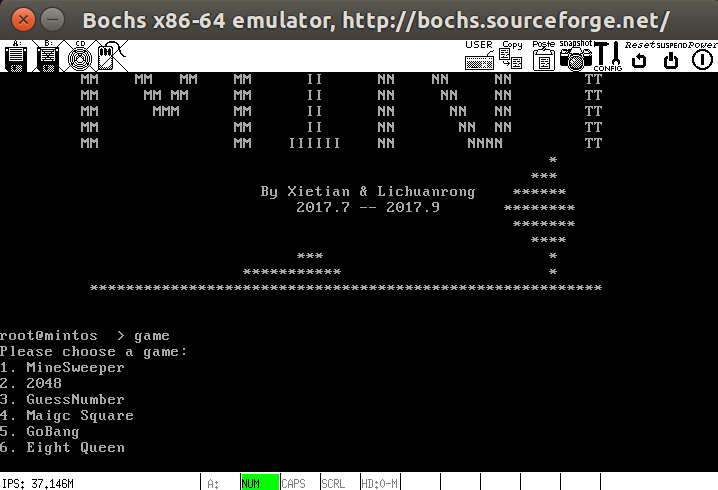 Bochs x86-64 emulator, http://bochs.sourceforge.net/
A: B: CD USER Copy Paste snapshot CONFIG Reset SUSPEND Power
MM MM MM MM II NN NN NN TT
MM MM MM MM II NN NN NN TT
MM MMM MM II NN NN NN TT
MM MM II NN NN NN TT
MM MM IIIIII NN NNNN TT
*
***
By Xietian & Lichuanrong ******
2017.7 -- 2017.9 ********
*******
****
*** *
*********** *
*********************************************************
root@mintos > game
Please choose a game:
1. MineSweeper
2. 2048
3. GuessNumber
4. Maigc Square
5. GoBang
6. Eight Queen
IPS: 37.146M A: NUM CAPS SCRL HD:0-M